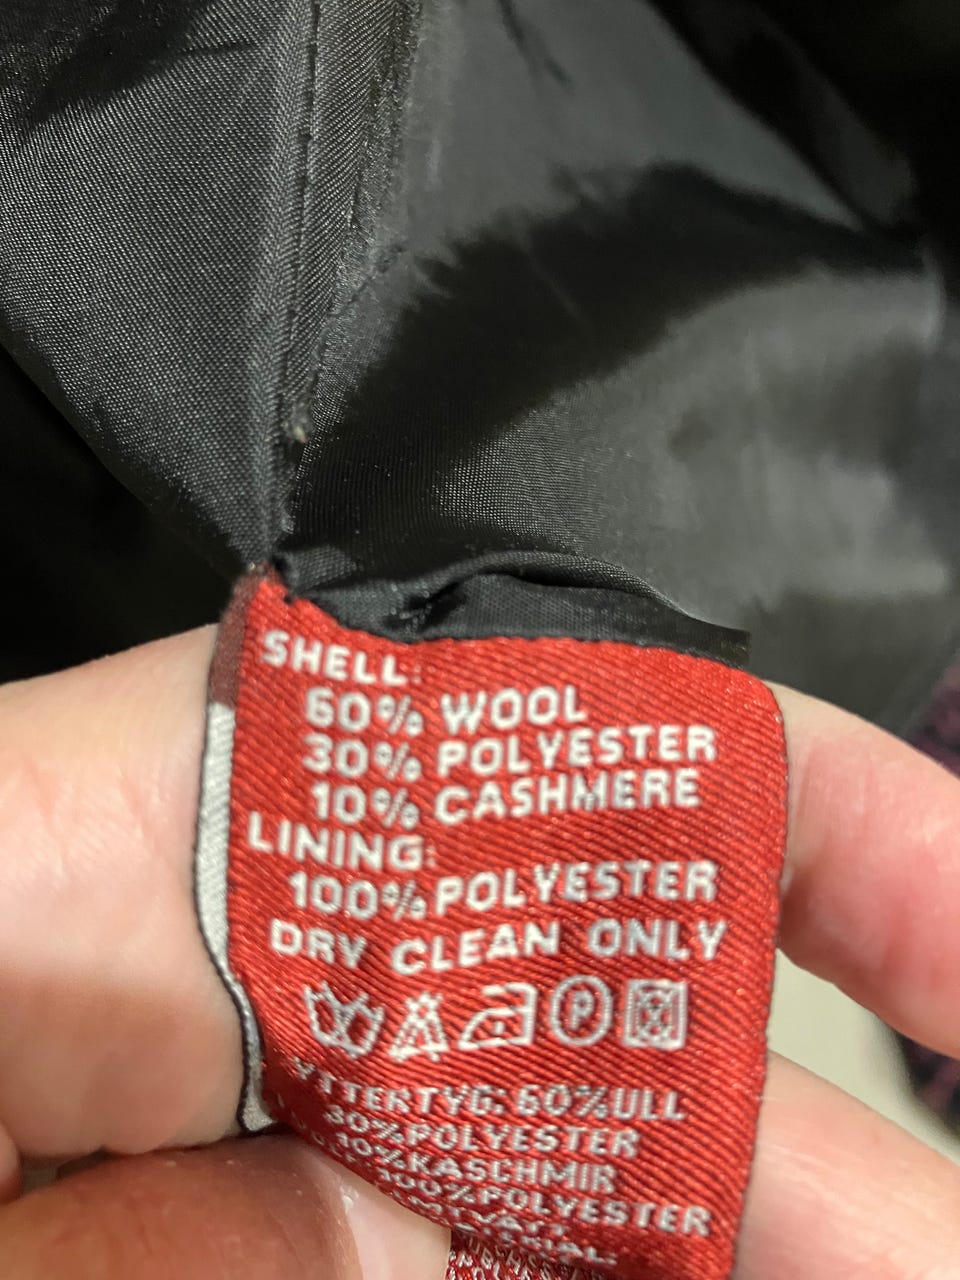 SHELL:
60% WOOL
30% POLYESTER
10% CASHMERE
LINING:
100% POLYESTER
DRY CLEAN ONLY
P
YTTERTYG: 60% ULL
30% POLYESTER
10% KASCHMIR
100% POLYESTER